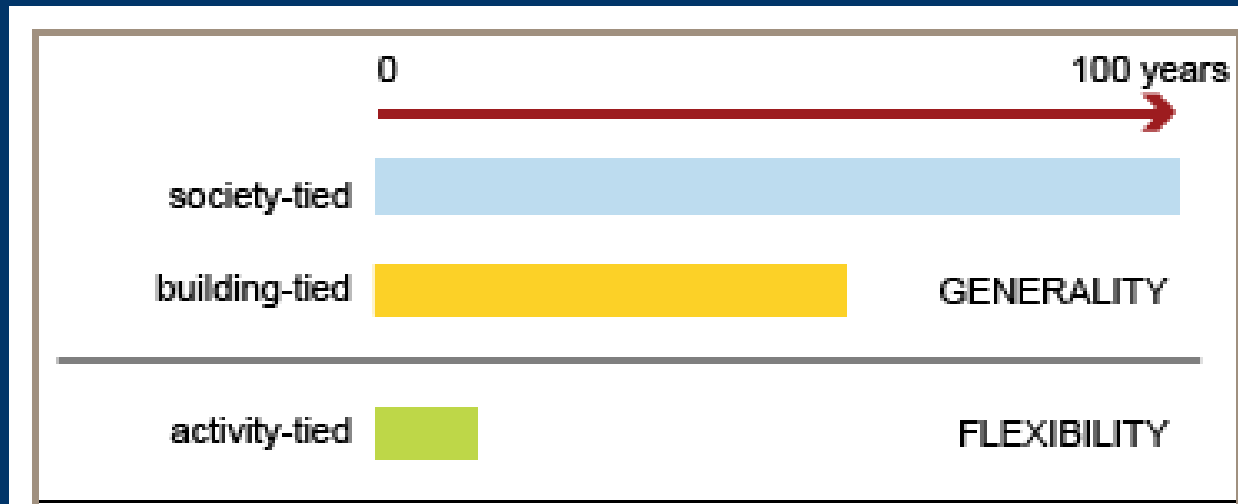 0 100 years
society-tied
building-tied GENERALITY
activity-tied FLEXIBILITY